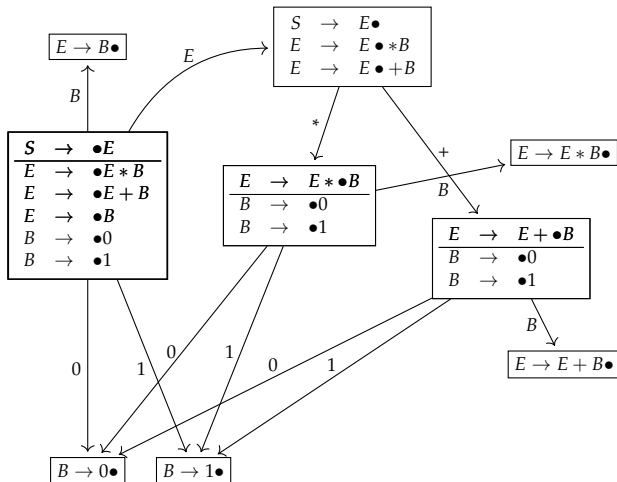 S → E●
E → E● *B
E → E● +B
E → B●
E
B
S → ●E
E → ●E * B
E → ●E + B
E → ●B
B → ●0
B → ●1
*
+
B
E → E * B●
E → E * ●B
B → ●0
B → ●1
E → E + ●B
B → ●0
B → ●1
B
E → E + B●
0
1
0
1
0
1
B → 0●
B → 1●